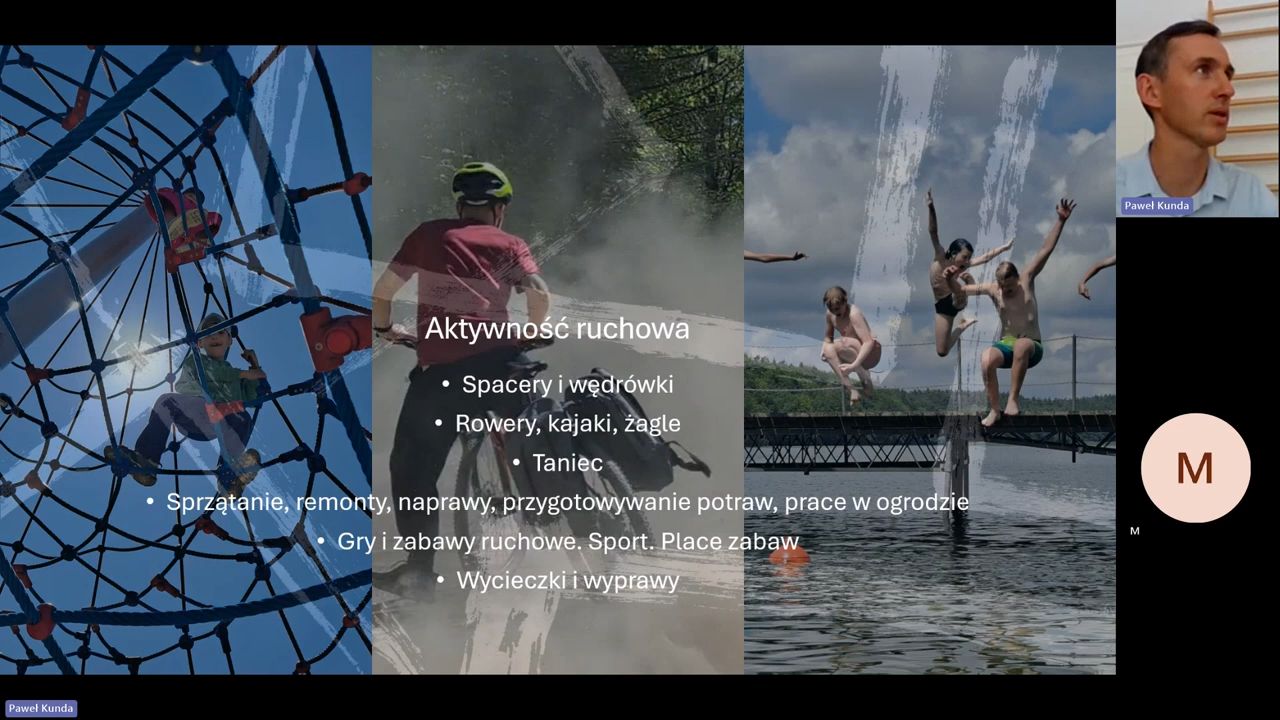 Aktywność ruchowa
• Spacery i wędrówki
• Rowery, kajaki, żagle
• Taniec
• Sprzątanie, remonty, naprawy, przygotowywanie potraw, prace w ogrodzie
• Gry i zabawy ruchowe. Sport. Place zabaw
• Wycieczki i wyprawy
Paweł Kunda
M
M
Paweł Kunda